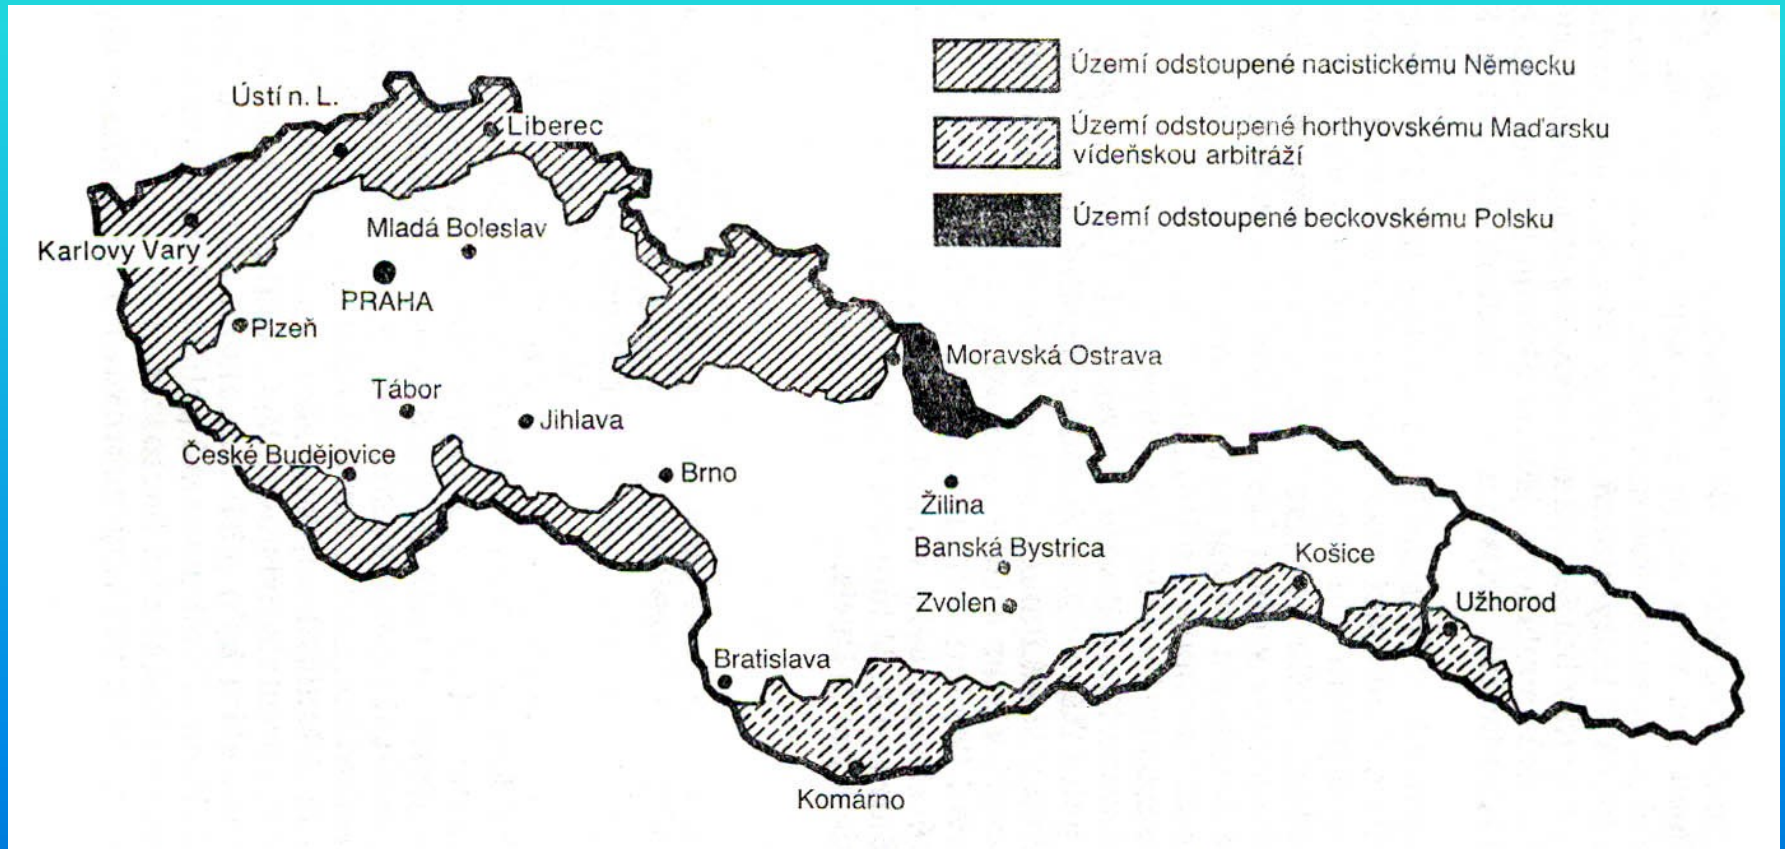 Území odstoupené nacistickému Německu
Území odstoupené horthyovskému Maďarsku
vídeňskou arbitráží
Území odstoupené beckovskému Polsku
Ústí n. L.
Liberec
Karlovy Vary
Mladá Boleslav
PRAHA
Plzeň
Moravská Ostrava
Tábor
Jihlava
České Budějovice
Brno
Žilina
Banská Bystrica
Košice
Zvolen
Užhorod
Bratislava
Komárno